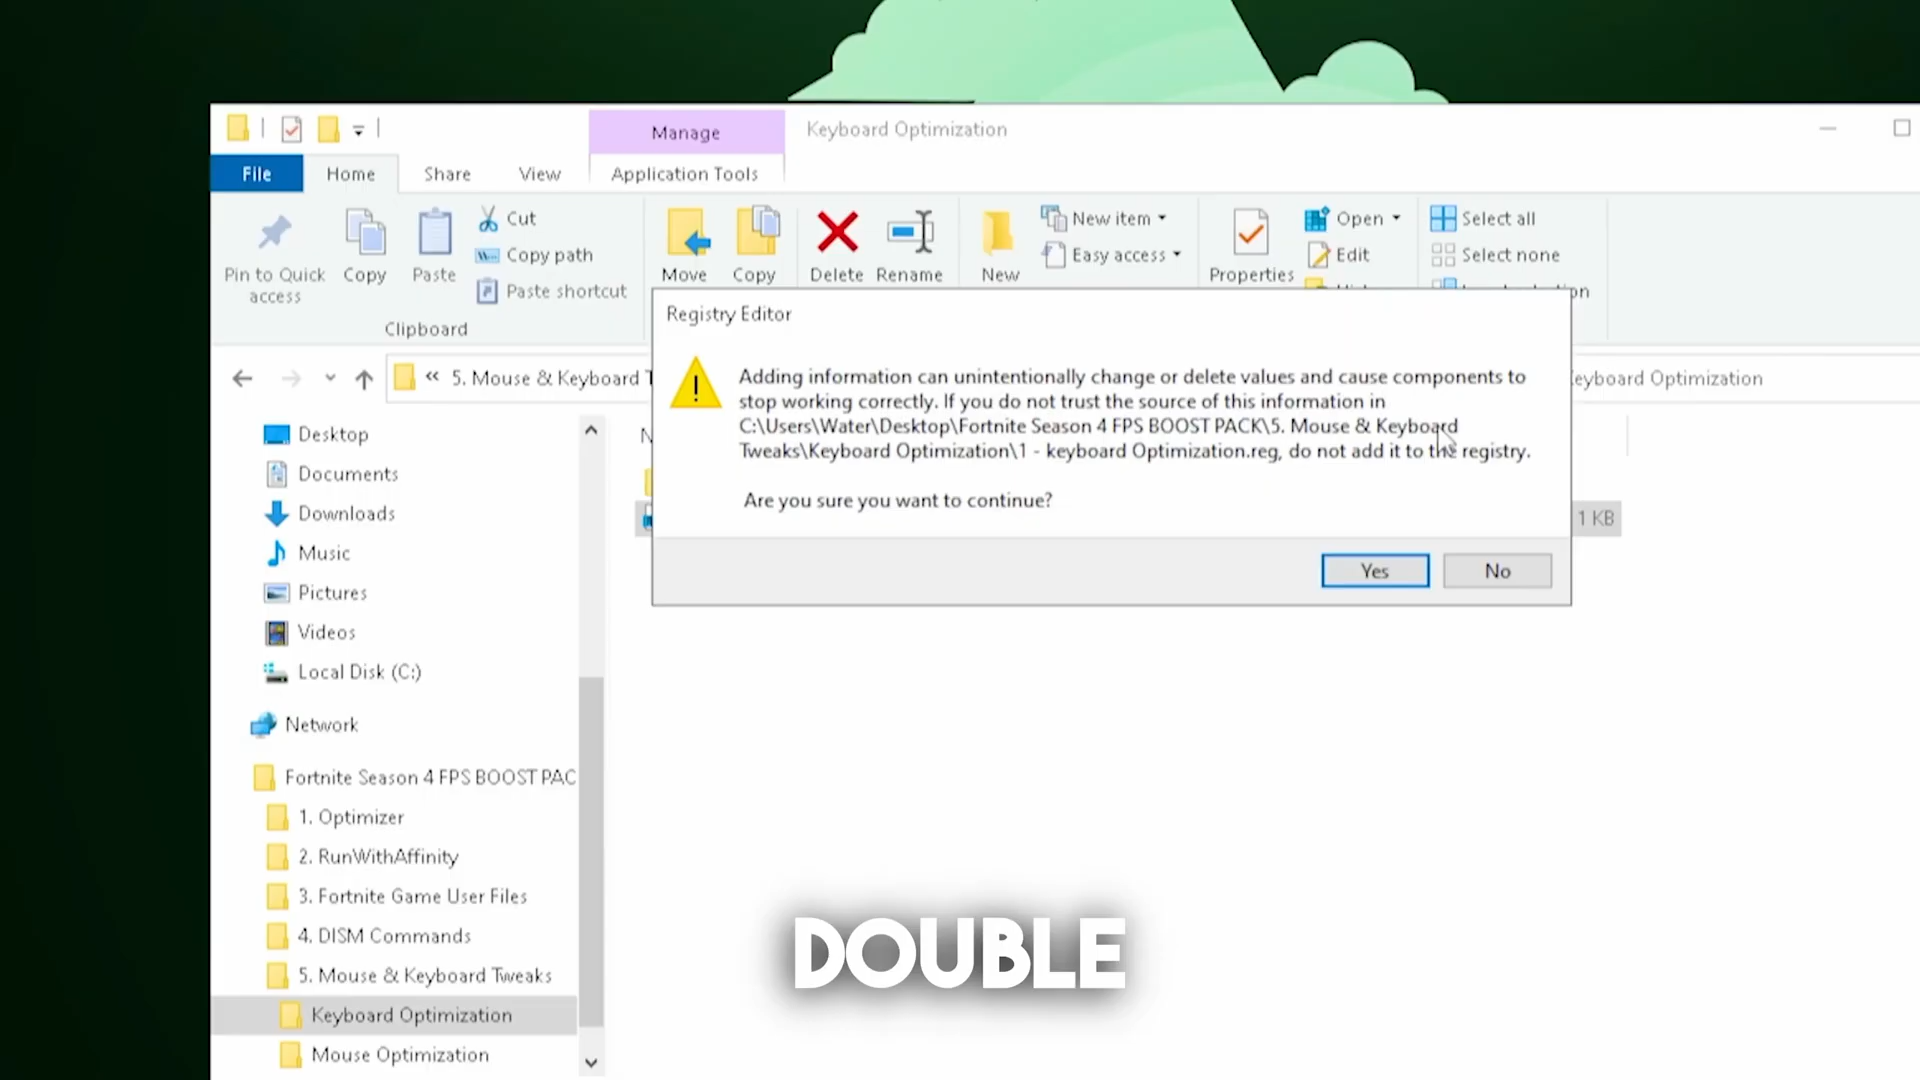 Manage
Keyboard Optimization
File
Home
Share
View
Application Tools
Pin to Quick
access
Copy
Paste
Cut
Copy path
Paste shortcut
Clipboard
Move
Copy
Delete
Rename
New
New item
Easy access
Properties
Open
Edit
Select all
Select none
« 5. Mouse & Keyboard
Keyboard Optimization
Registry Editor
Adding information can unintentionally change or delete values and cause components to
stop working correctly. If you do not trust the source of this information in
C:\Users\Water\Desktop\Fortnite Season 4 FPS BOOST PACK\5. Mouse & Keyboard
Tweaks\Keyboard Optimization\1 - keyboard Optimization.reg, do not add it to the registry.
Are you sure you want to continue?
Yes
No
1 KB
Desktop
Documents
Downloads
Music
Pictures
Videos
Local Disk (C:)
Network
Fortnite Season 4 FPS BOOST PAC
1. Optimizer
2. RunWithAffinity
3. Fortnite Game User Files
4. DISM Commands
5. Mouse & Keyboard Tweaks
Keyboard Optimization
Mouse Optimization
DOUBLE